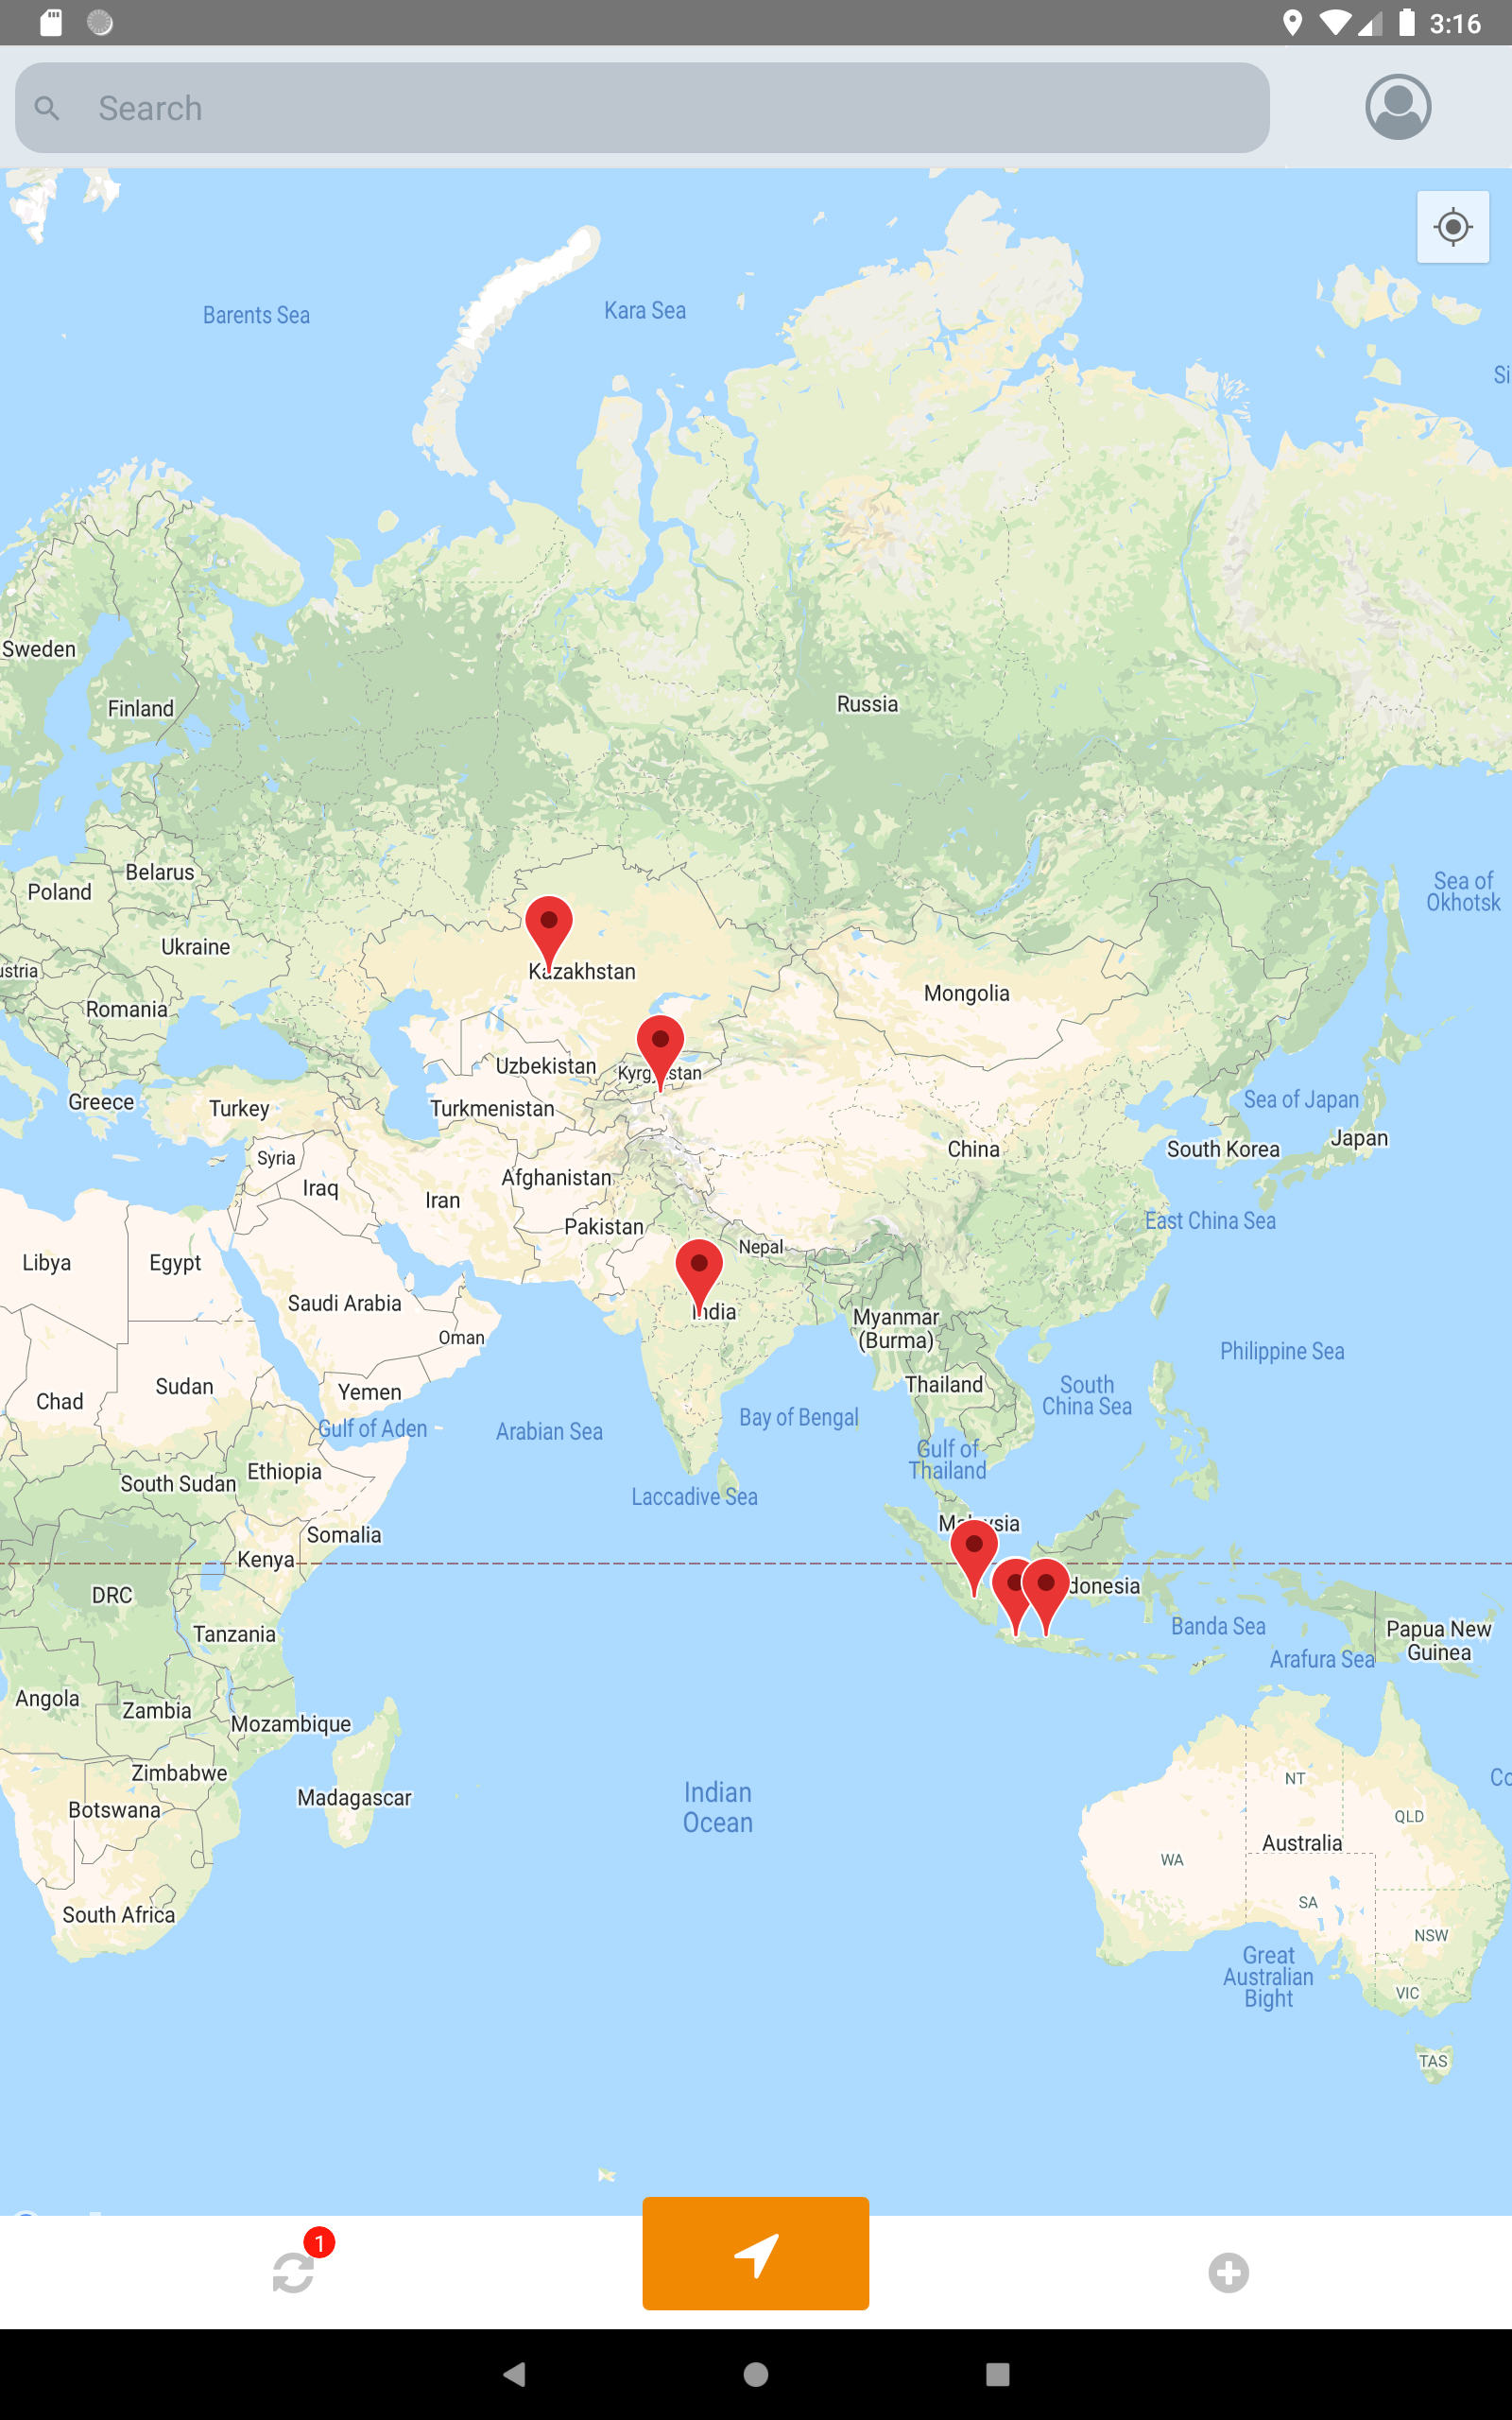 3:16
Search
Barents Sea
Kara Sea
Si
Sweden
Finland
Russia
Belarus
Poland
Sea of
Okhotsk
Ukraine
ustria
Kazakhstan
Mongolia
Romania
Uzbekistan
Greece
Turkey
Turkmenistan
Sea of Japan
Japan
South Korea
China
Syria
Afghanistan
Iraq
Iran
Pakistan
East China Sea
Nepal
Libya
Egypt
Saudi Arabia
India
Oman
Myanmar
(Burma)
Philippine Sea
Chad
Sudan
Yemen
Thailand
South
China Sea
Gulf of Aden
Arabian Sea
Bay of Bengal
Gulf of
Thailand
South Sudan
Ethiopia
Laccadive Sea
Somalia
Kenya
donesia
DRC
Tanzania
Banda Sea
Papua New
Guinea
Arafura Sea
Angola
Zambia
Mozambique
Zimbabwe
Madagascar
Botswana
Indian
Ocean
NT
Co
QLD
Australia
WA
SA
South Africa
NSW
Great
Australian
Bight
VIC
TAS
1